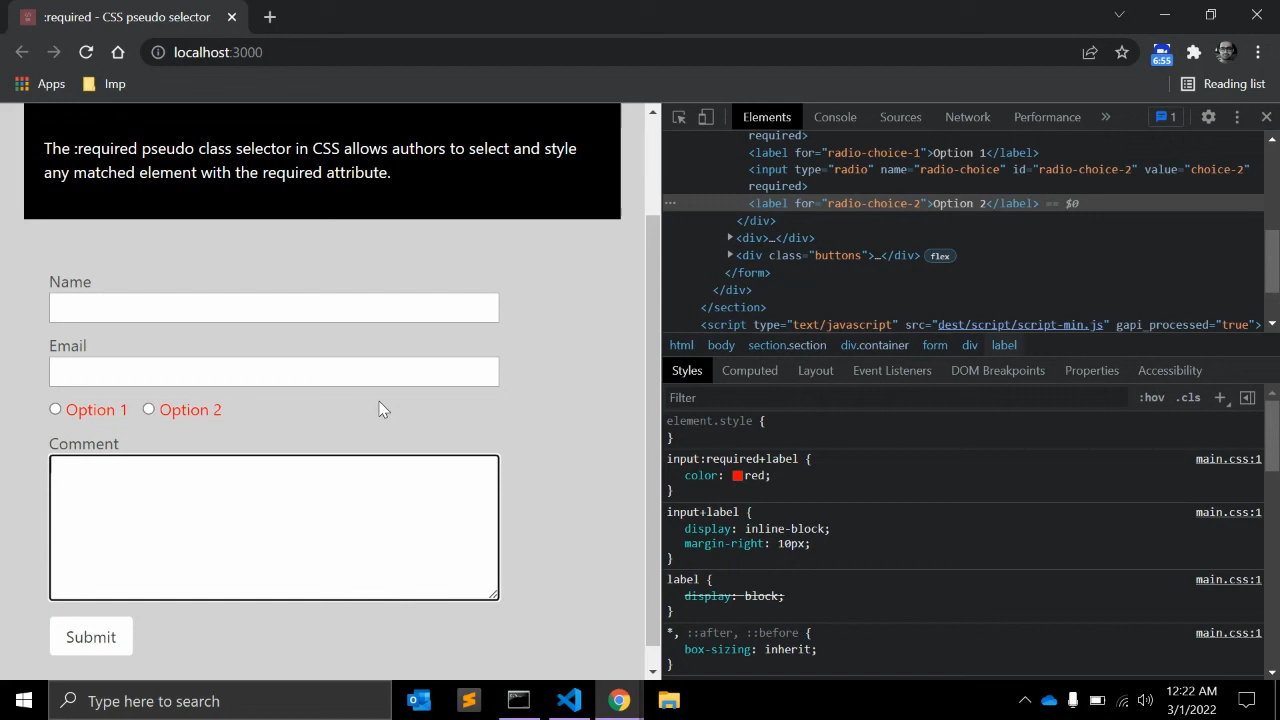 :required - CSS pseudo selector
localhost:3000
6:55
Apps
Imp
Reading list
The :required pseudo class selector in CSS allows authors to select and style
any matched element with the required attribute.
Name
Email
Option 1
Option 2
Comment
Submit
Elements
Console
Sources
Network
Performance
1
required>
<label for="radio-choice-1">Option 1</label>
<input type="radio" name="radio-choice" id="radio-choice-2" value="choice-2"
required>
<label for="radio-choice-2">Option 2</label> == $0
</div>
<div>…</div>
<div class="buttons">…</div> flex
</form>
</div>
</section>
<script type="text/javascript" src="dest/script/script-min.js" gapi_processed="true">
html
body
section.section
div.container
form
div
label
Styles
Computed
Layout
Event Listeners
DOM Breakpoints
Properties
Accessibility
Filter
:hov
.cls
element.style {
}
input:required+label { main.css:1
color: red;
}
input+label { main.css:1
display: inline-block;
margin-right: 10px;
}
label { main.css:1
display: block;
}
*, ::after, ::before { main.css:1
box-sizing: inherit;
}
Type here to search
12:22 AM
3/1/2022